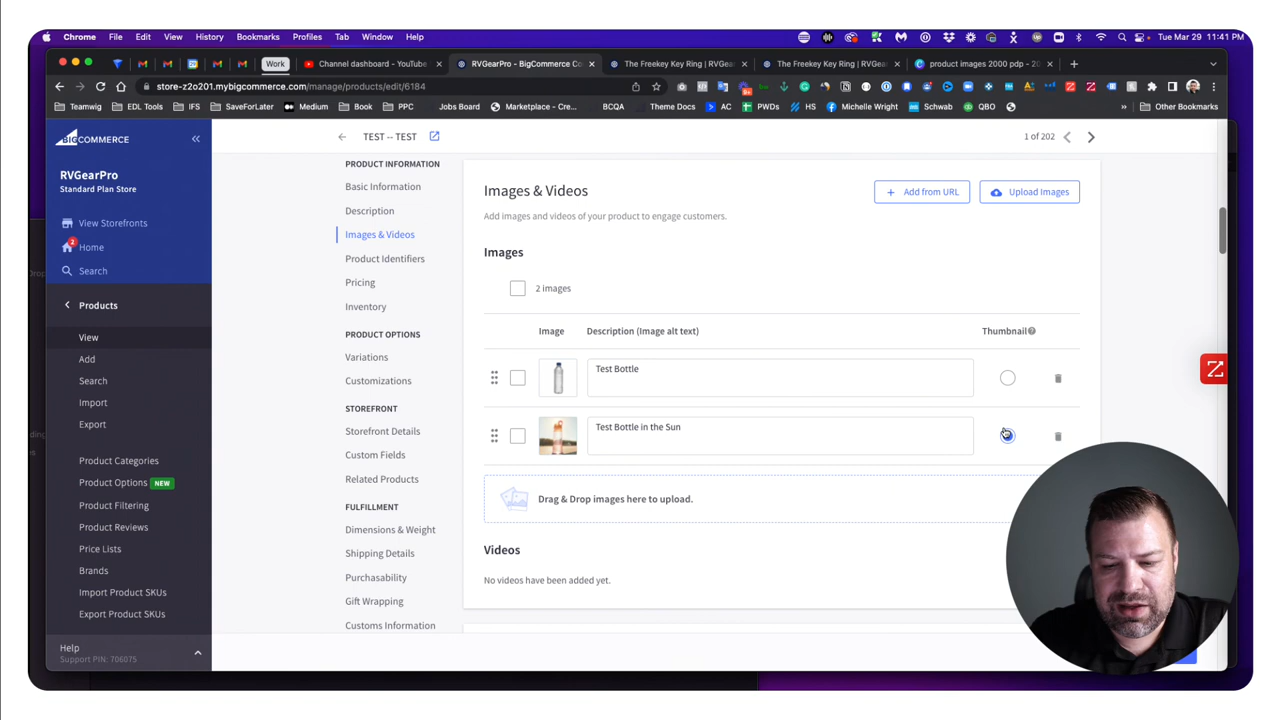 Chrome File Edit View History Bookmarks Profiles Tab Window Help Tue Mar 29 11:41 PM
Work Channel dashboard - YouTube RVGearPro - BigCommerce Co The Freekey Key Ring | RVGear The Freekey Key Ring | RVGea product images 2000 pdp - 20
store-z2o201.mybigcommerce.com/manage/products/edit/6184
Teamwig EDL Tools IFS SaveForLater Medium Book PPC Jobs Board Marketplace - Cre... BCQA Theme Docs AC PWDs HS Michelle Wright Schwab QBO » Other Bookmarks
BIGCOMMERCE «
TEST -- TEST
1 of 202
RVGearPro
Standard Plan Store
View Storefronts
2
Home
Search
Products
View
Add
Search
Import
Export
Product Categories
Product Options NEW
Product Filtering
Product Reviews
Price Lists
Brands
Import Product SKUs
Export Product SKUs
Help
Support PIN: 706075
PRODUCT INFORMATION
Basic Information
Description
Images & Videos
Product Identifiers
Pricing
Inventory
PRODUCT OPTIONS
Variations
Customizations
STOREFRONT
Storefront Details
Custom Fields
Related Products
FULFILLMENT
Dimensions & Weight
Shipping Details
Purchasability
Gift Wrapping
Customs Information
Images & Videos
+ Add from URL
Upload Images
Add images and videos of your product to engage customers.
Images
2 images
Image Description (Image alt text) Thumbnail
Test Bottle
Test Bottle in the Sun
Drag & Drop images here to upload.
Videos
No videos have been added yet.